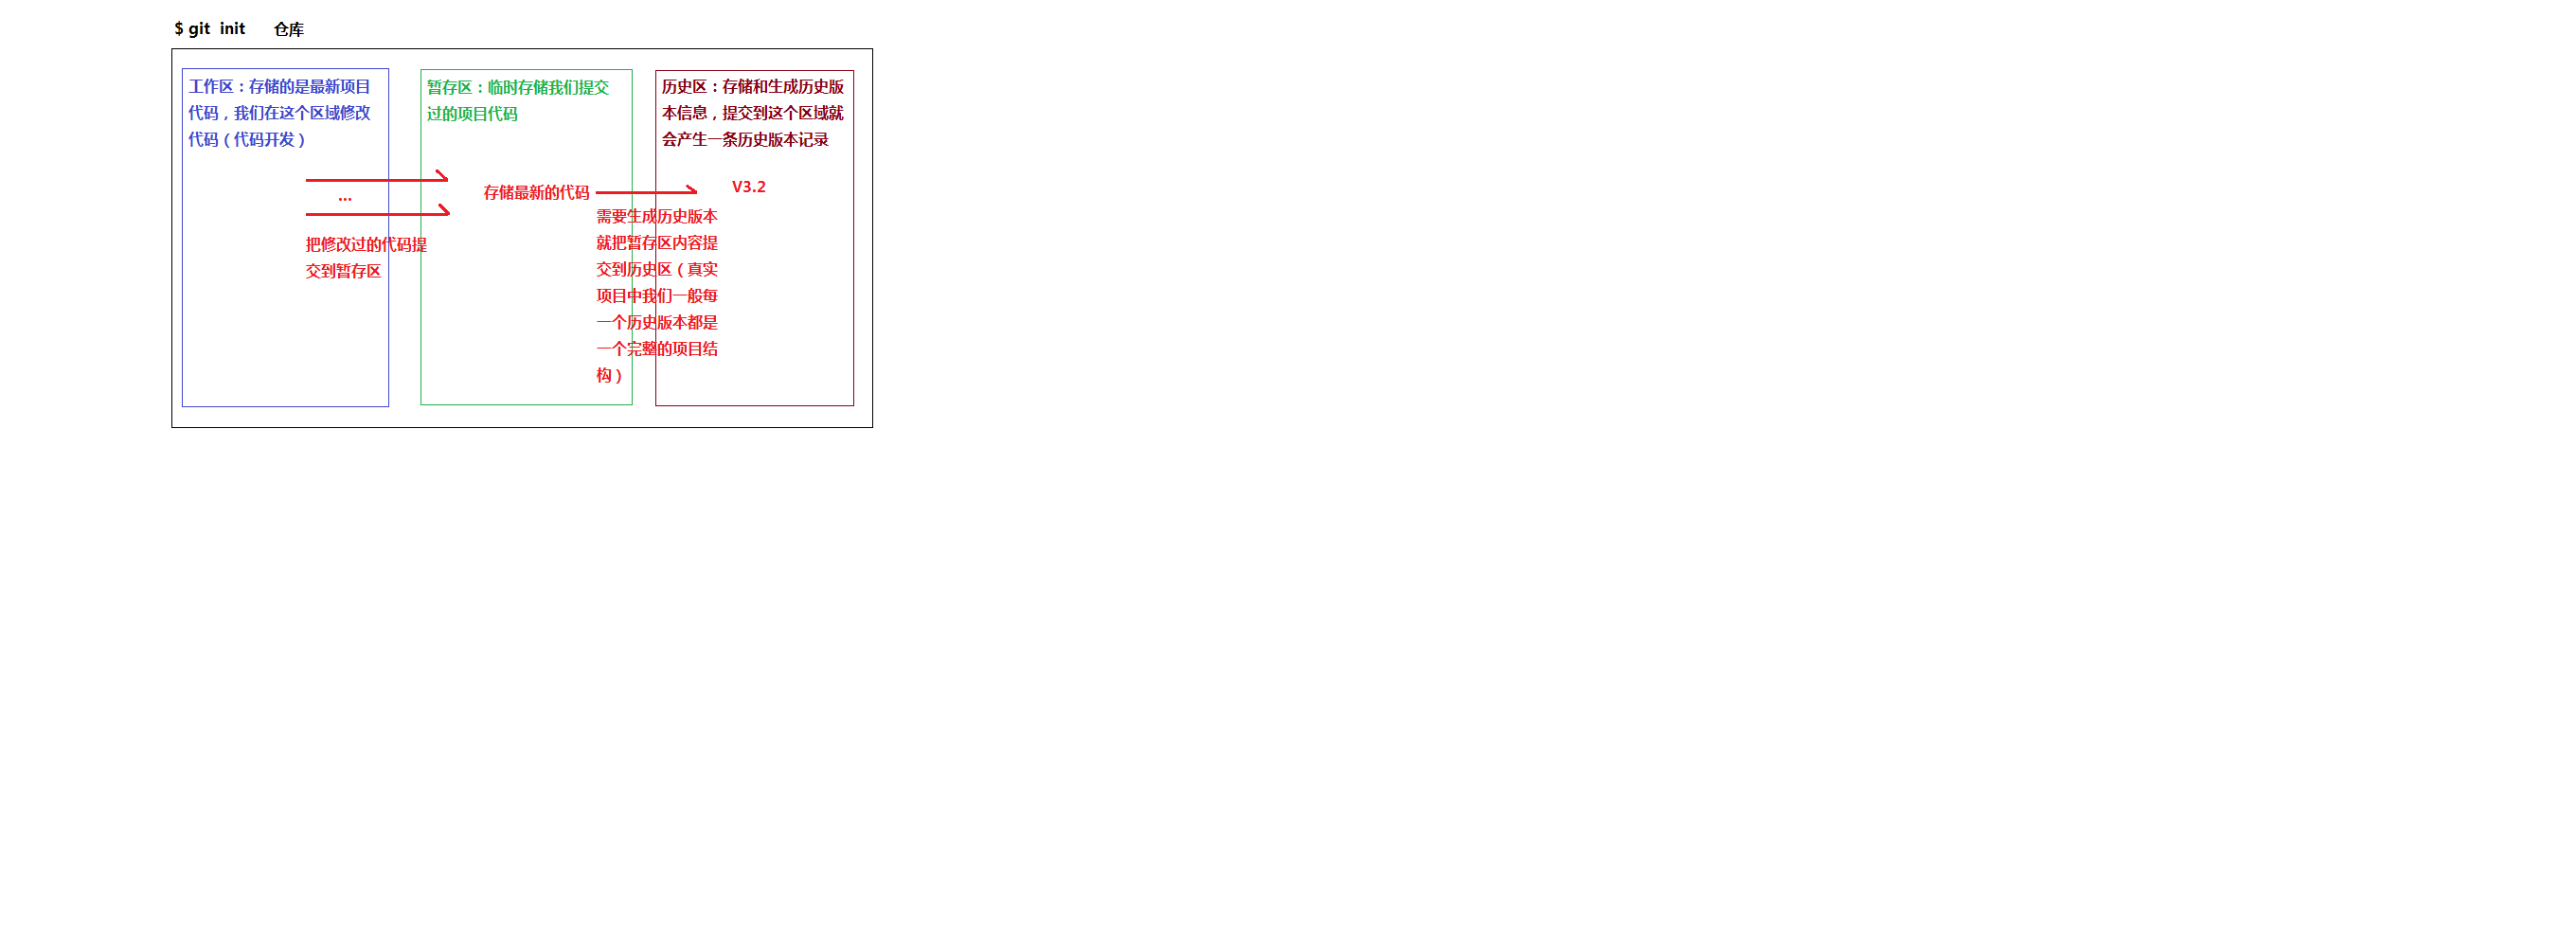 $ git init 仓库
工作区：存储的是最新项目
代码，我们在这个区域修改
代码（代码开发）
暂存区：临时存储我们提交
过的项目代码
历史区：存储和生成历史版
本信息，提交到这个区域就
会产生一条历史版本记录
...
把修改过的代码提
交到暂存区
存储最新的代码
V3.2
需要生成历史版本
就把暂存区内容提
交到历史区（真实
项目中我们一般每
一个历史版本都是
一个完整的项目结
构）